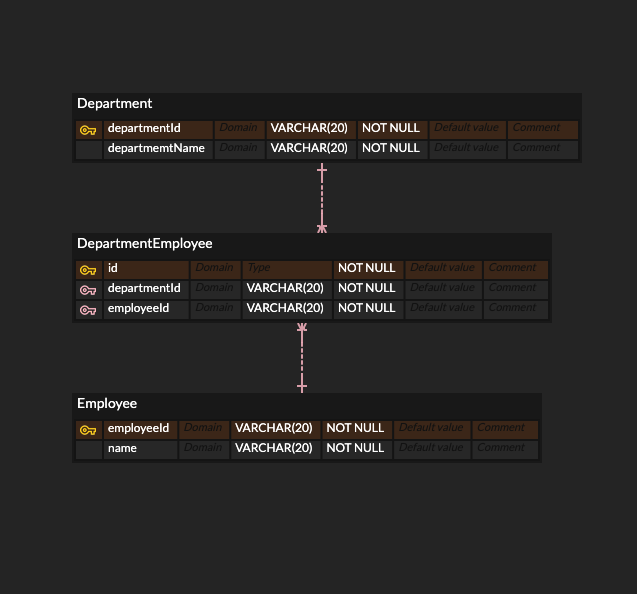 Department
departmentId Domain VARCHAR(20) NOT NULL Default value Comment
departmemtName Domain VARCHAR(20) NOT NULL Default value Comment
DepartmentEmployee
id Domain Type NOT NULL Default value Comment
departmentId Domain VARCHAR(20) NOT NULL Default value Comment
employeeId Domain VARCHAR(20) NOT NULL Default value Comment
Employee
employeeId Domain VARCHAR(20) NOT NULL Default value Comment
name Domain VARCHAR(20) NOT NULL Default value Comment